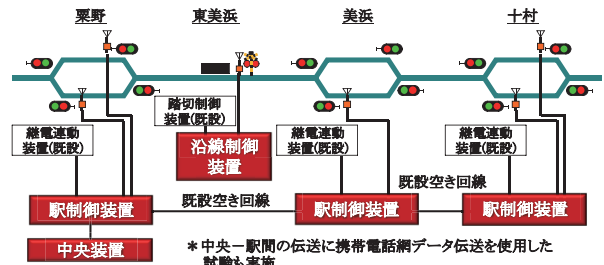 粟野
東美浜
美浜
十村
継電連動
装置(既設)
踏切制御
装置(既設)
沿線制御
装置
継電連動
装置(既設)
継電連動
装置(既設)
既設空き回線
駅制御装置
既設空き回線
駅制御装置
駅制御装置
中央装置
＊中央－駅間の伝送に携帯電話網データ伝送を使用した
試験も実施